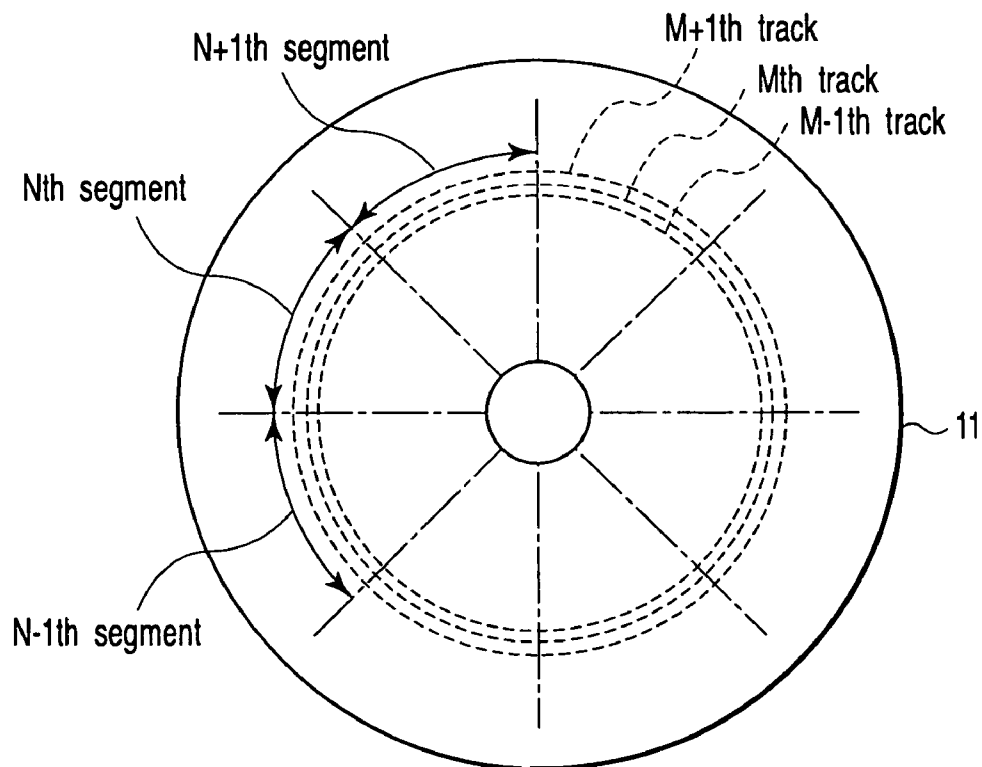 M+1th track
N+1th segment
Mth track
M-1th track
Nth segment
11
N-1th segment